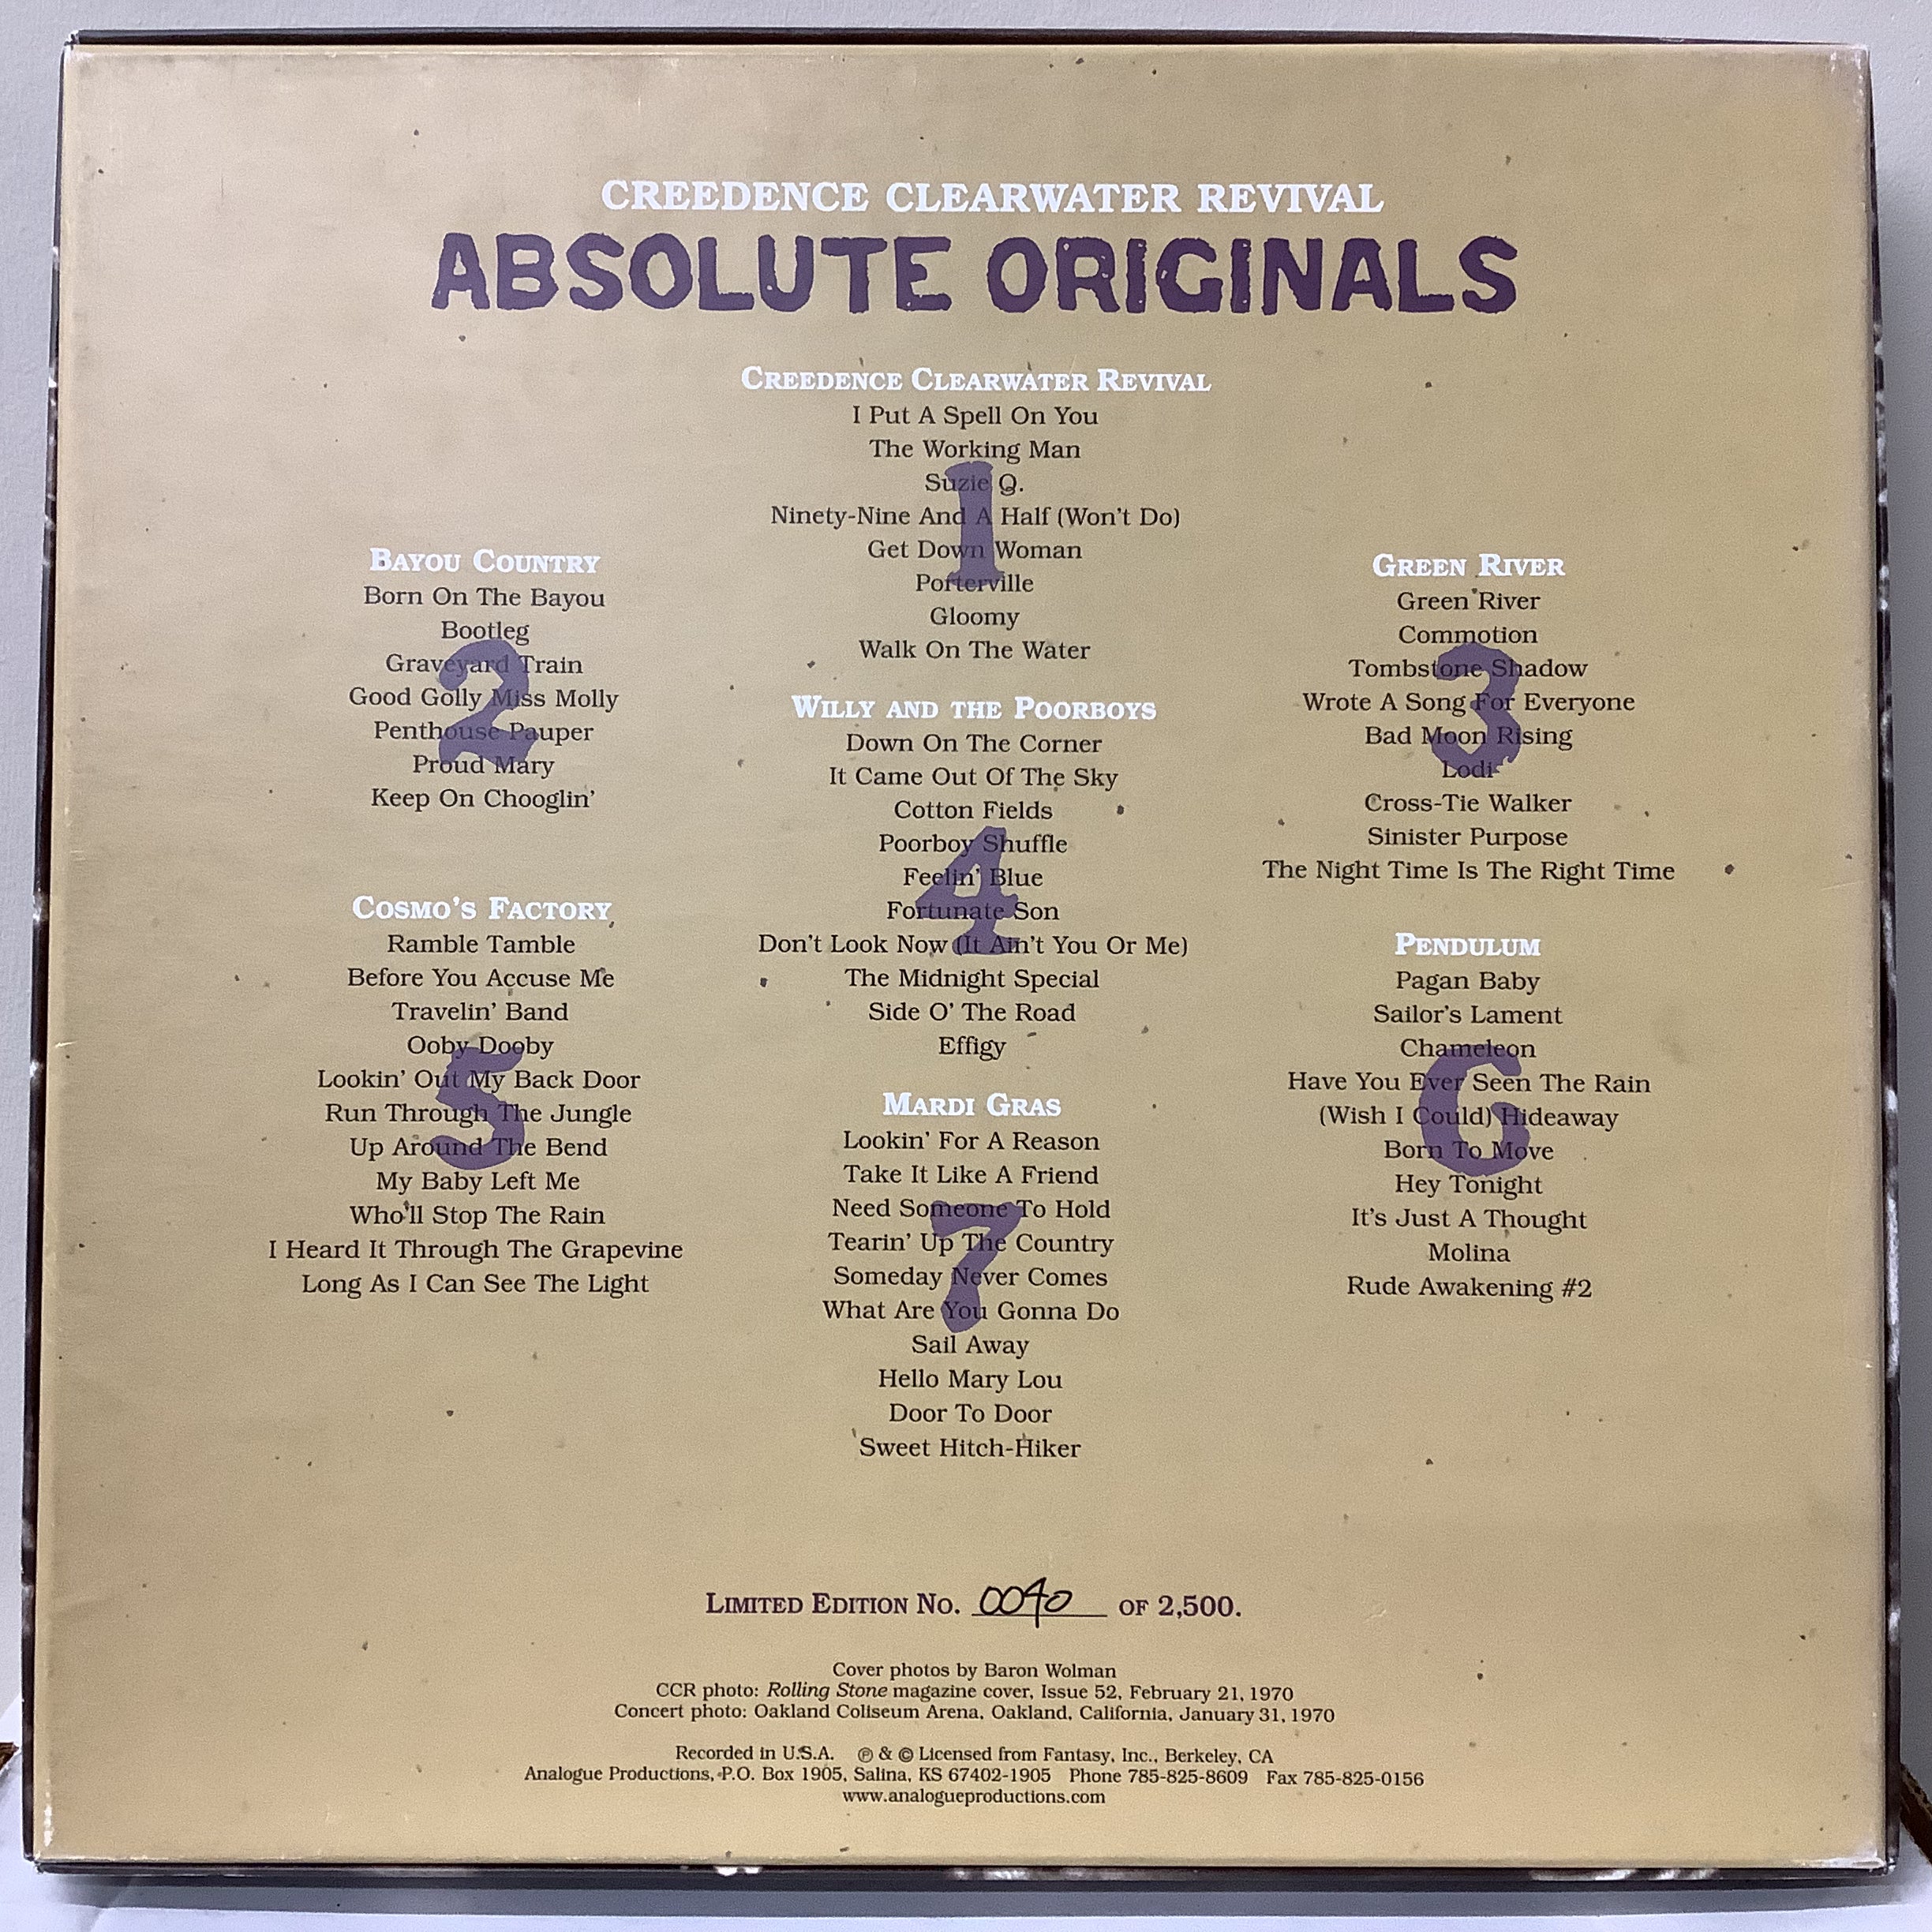 CREEDENCE CLEARWATER REVIVAL
ABSOLUTE ORIGINALS
CREEDENCE CLEARWATER REVIVAL
I Put A Spell On You
The Working Man
Suzie Q.
Ninety-Nine And A Half (Won't Do)
Get Down Woman
Porterville
Gloomy
Walk On The Water
1
BAYOU COUNTRY
Born On The Bayou
Bootleg
Graveyard Train
Good Golly Miss Molly
Penthouse Pauper
Proud Mary
Keep On Chooglin'
2
GREEN RIVER
Green River
Commotion
Tombstone Shadow
Wrote A Song For Everyone
Bad Moon Rising
Lodi
Cross-Tie Walker
Sinister Purpose
The Night Time Is The Right Time
3
WILLY AND THE POORBOYS
Down On The Corner
It Came Out Of The Sky
Cotton Fields
Poorboy Shuffle
Feelin' Blue
Fortunate Son
Don't Look Now (It Ain't You Or Me)
The Midnight Special
Side O' The Road
Effigy
4
COSMO'S FACTORY
Ramble Tamble
Before You Accuse Me
Travelin' Band
Ooby Dooby
Lookin' Out My Back Door
Run Through The Jungle
Up Around The Bend
My Baby Left Me
Who'll Stop The Rain
I Heard It Through The Grapevine
Long As I Can See The Light
5
PENDULUM
Pagan Baby
Sailor's Lament
Chameleon
Have You Ever Seen The Rain
(Wish I Could) Hideaway
Born To Move
Hey Tonight
It's Just A Thought
Molina
Rude Awakening #2
6
MARDI GRAS
Lookin' For A Reason
Take It Like A Friend
Need Someone To Hold
Tearin' Up The Country
Someday Never Comes
What Are You Gonna Do
Sail Away
Hello Mary Lou
Door To Door
Sweet Hitch-Hiker
7
LIMITED EDITION NO. 0040 OF 2,500.
Cover photos by Baron Wolman
CCR photo: Rolling Stone magazine cover, Issue 52, February 21, 1970
Concert photo: Oakland Coliseum Arena, Oakland, California, January 31, 1970
Recorded in U.S.A. ℗ & © Licensed from Fantasy, Inc., Berkeley, CA
Analogue Productions, P.O. Box 1905, Salina, KS 67402-1905 Phone 785-825-8609 Fax 785-825-0156
www.analogueproductions.com